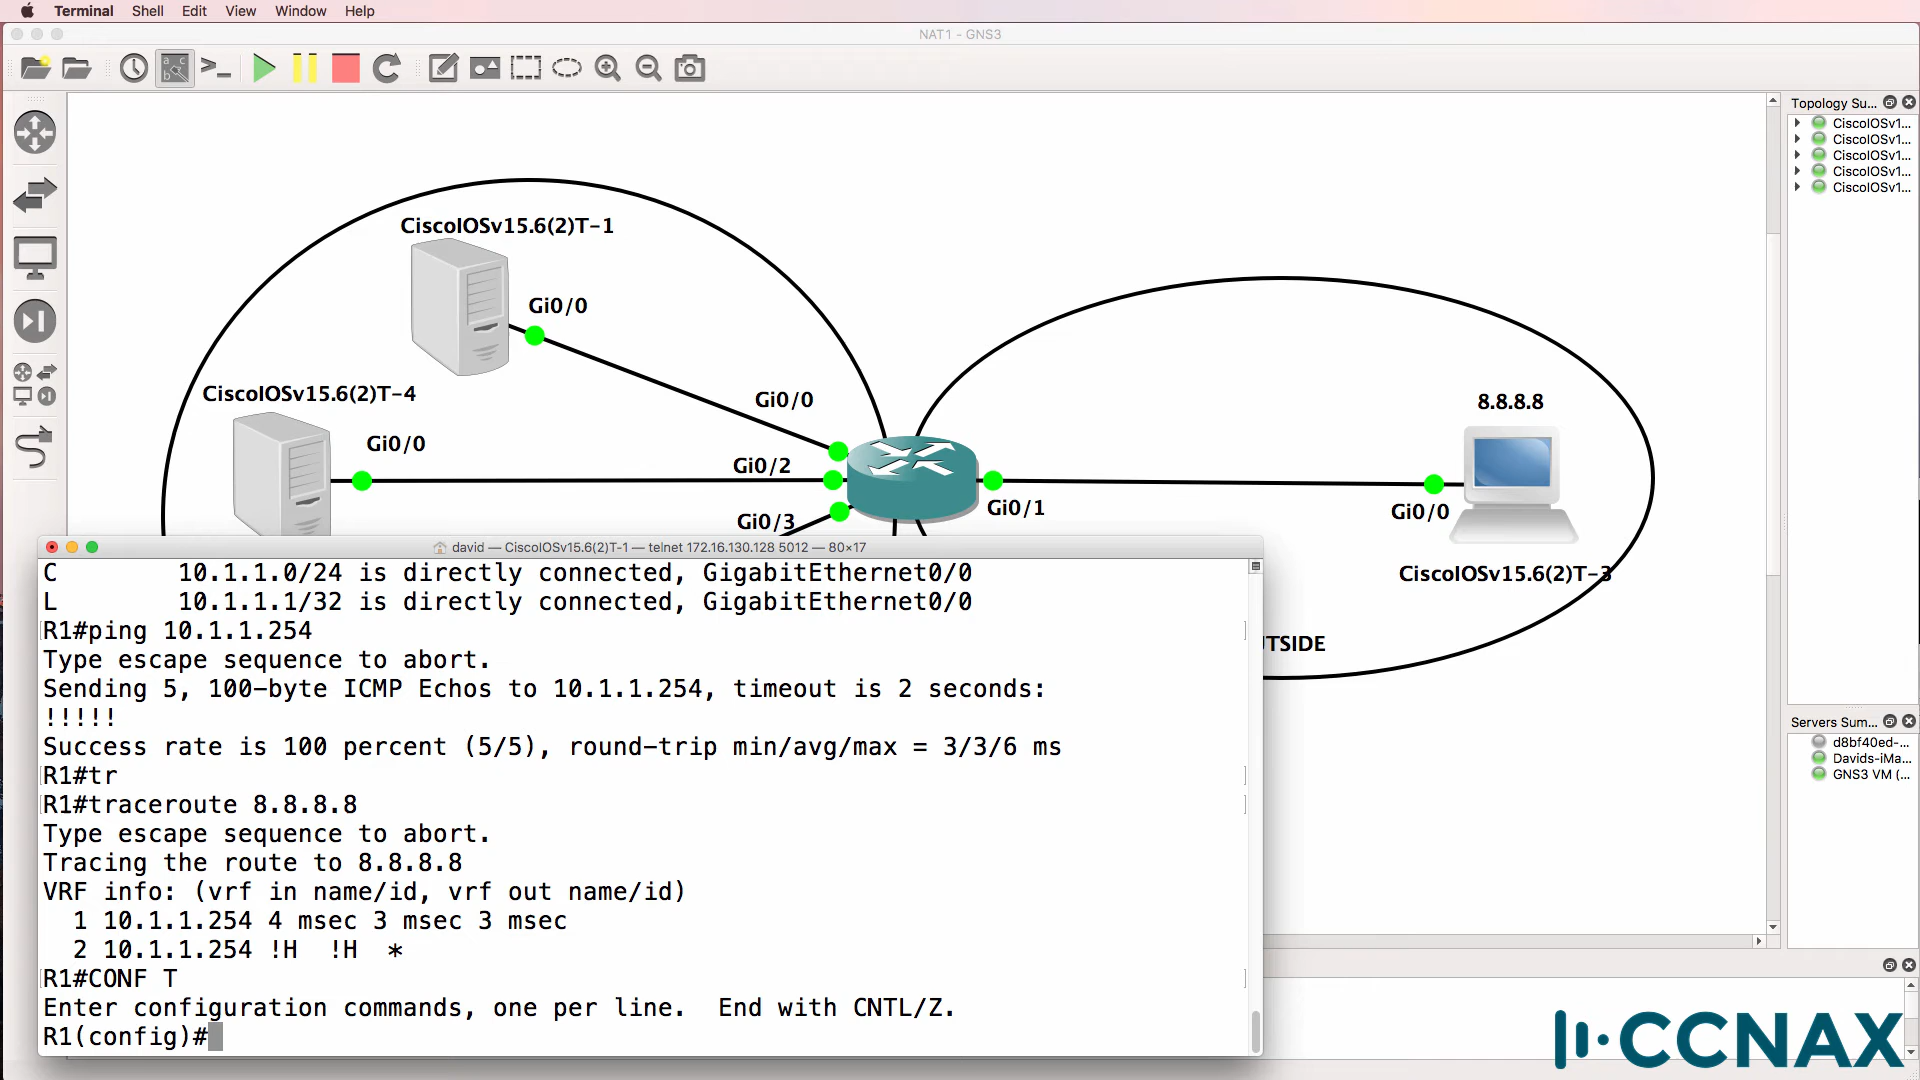 Terminal Shell Edit View Window Help
NAT1 - GNS3
Topology Su...
CiscoIOSv1...
CiscoIOSv1...
CiscoIOSv1...
CiscoIOSv1...
CiscoIOSv1...
CiscoIOSv15.6(2)T-1
Gi0/0
CiscoIOSv15.6(2)T-4
Gi0/0
Gi0/0
Gi0/2
Gi0/3
Gi0/1
8.8.8.8
Gi0/0
CiscoIOSv15.6(2)T-3
UTSIDE
david — CiscoIOSv15.6(2)T-1 — telnet 172.16.130.128 5012 — 80×17
C 10.1.1.0/24 is directly connected, GigabitEthernet0/0
L 10.1.1.1/32 is directly connected, GigabitEthernet0/0
R1#ping 10.1.1.254
Type escape sequence to abort.
Sending 5, 100-byte ICMP Echos to 10.1.1.254, timeout is 2 seconds:
!!!!!
Success rate is 100 percent (5/5), round-trip min/avg/max = 3/3/6 ms
R1#tr
R1#traceroute 8.8.8.8
Type escape sequence to abort.
Tracing the route to 8.8.8.8
VRF info: (vrf in name/id, vrf out name/id)
1 10.1.1.254 4 msec 3 msec 3 msec
2 10.1.1.254 !H !H *
R1#CONF T
Enter configuration commands, one per line. End with CNTL/Z.
R1(config)#
Servers Sum...
d8bf40ed-...
Davids-iMa...
GNS3 VM (...
CCNAX